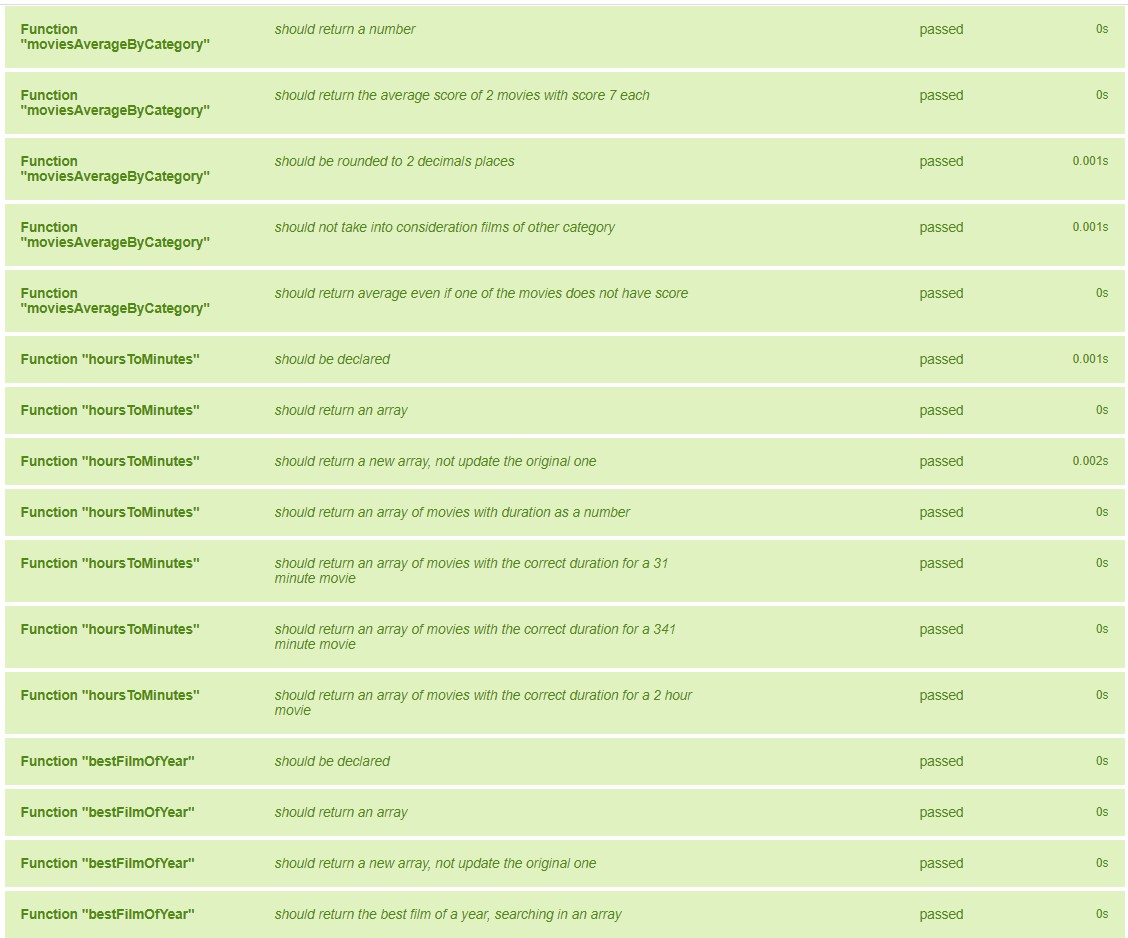 Function should return a number passed 0s
"moviesAverageByCategory"
Function should return the average score of 2 movies with score 7 each passed 0s
"moviesAverageByCategory"
Function should be rounded to 2 decimals places passed 0.001s
"moviesAverageByCategory"
Function should not take into consideration films of other category passed 0.001s
"moviesAverageByCategory"
Function should return average even if one of the movies does not have score passed 0s
"moviesAverageByCategory"
Function "hoursToMinutes" should be declared passed 0.001s
Function "hoursToMinutes" should return an array passed 0s
Function "hoursToMinutes" should return a new array, not update the original one passed 0.002s
Function "hoursToMinutes" should return an array of movies with duration as a number passed 0s
Function "hoursToMinutes" should return an array of movies with the correct duration for a 31 passed 0s
minute movie
Function "hoursToMinutes" should return an array of movies with the correct duration for a 341 passed 0s
minute movie
Function "hoursToMinutes" should return an array of movies with the correct duration for a 2 hour passed 0s
movie
Function "bestFilmOfYear" should be declared passed 0s
Function "bestFilmOfYear" should return an array passed 0s
Function "bestFilmOfYear" should return a new array, not update the original one passed 0s
Function "bestFilmOfYear" should return the best film of a year, searching in an array passed 0s